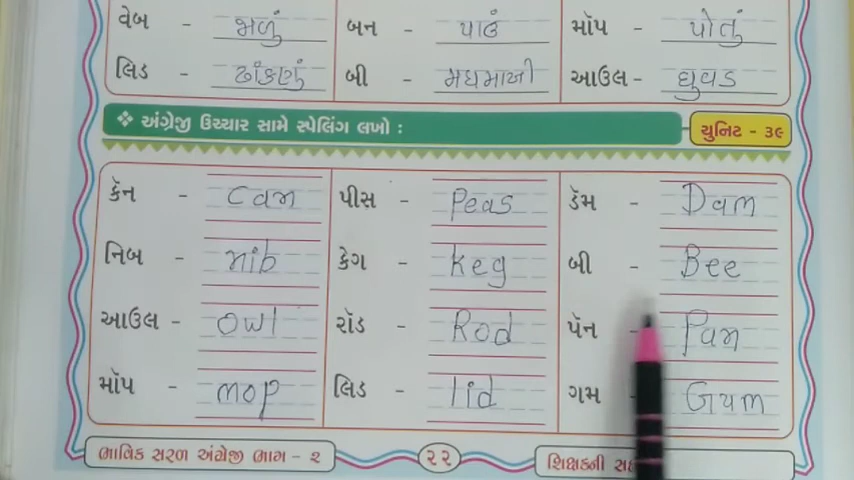 વેબ - જાળું બન - પાઉં મૉપ - પોતું
લિડ - ઢાંકણું બી - મધમાખી આઉલ - ઘુવડ
❖ અંગ્રેજી ઉચ્ચાર સામે સ્પેલિંગ લખો : યુનિટ - ૩૯
કૅન - Can પીસ - Peas ડૅમ - Dam
નિબ - nib કેગ - keg બી - Bee
આઉલ - owl રૉડ - Rod પૅન - Pan
મૉપ - mop લિડ - lid ગમ - Gum
ભાવિક સરળ અંગ્રેજી ભાગ - ૨ ૨૨ શિક્ષકની